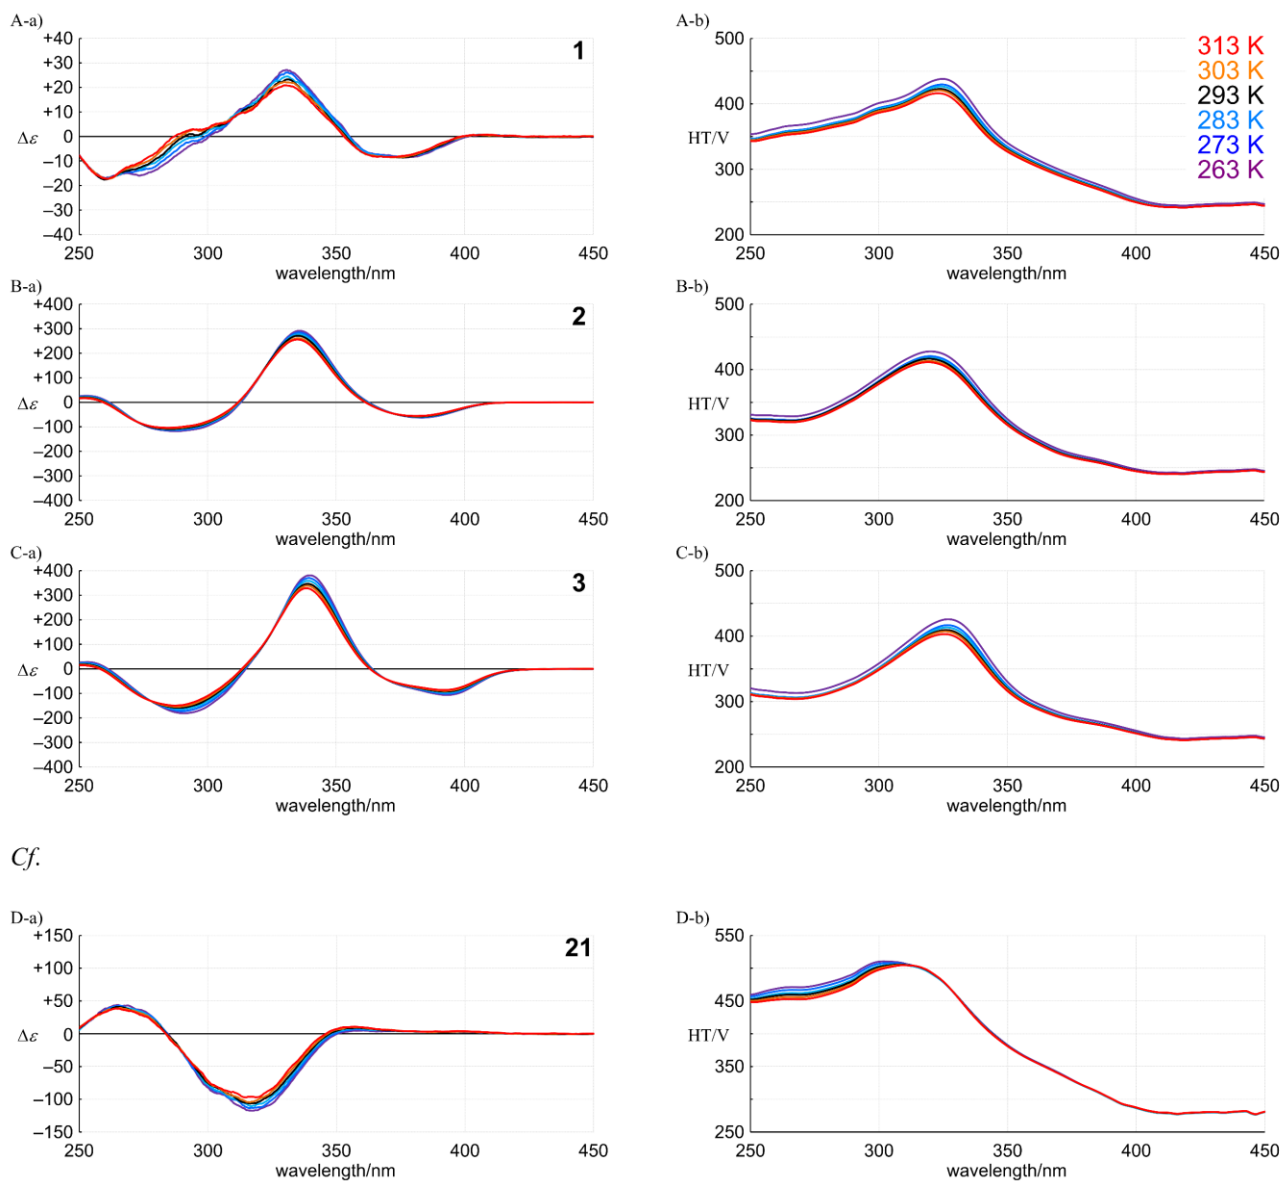 A-a)
1
+40
+30
+20
+10
0
–10
–20
–30
–40
Δε
250 300 350 400 450
wavelength/nm
A-b)
500
400
300
200
HT/V
313 K
303 K
293 K
283 K
273 K
263 K
250 300 350 400 450
wavelength/nm
B-a)
2
+400
+300
+200
+100
0
–100
–200
–300
–400
Δε
250 300 350 400 450
wavelength/nm
B-b)
500
400
300
200
HT/V
250 300 350 400 450
wavelength/nm
C-a)
3
+400
+300
+200
+100
0
–100
–200
–300
–400
Δε
250 300 350 400 450
wavelength/nm
C-b)
500
400
300
200
HT/V
250 300 350 400 450
wavelength/nm
Cf.
D-a)
21
+150
+100
+50
0
–50
–100
–150
Δε
250 300 350 400 450
wavelength/nm
D-b)
550
450
350
250
HT/V
250 300 350 400 450
wavelength/nm